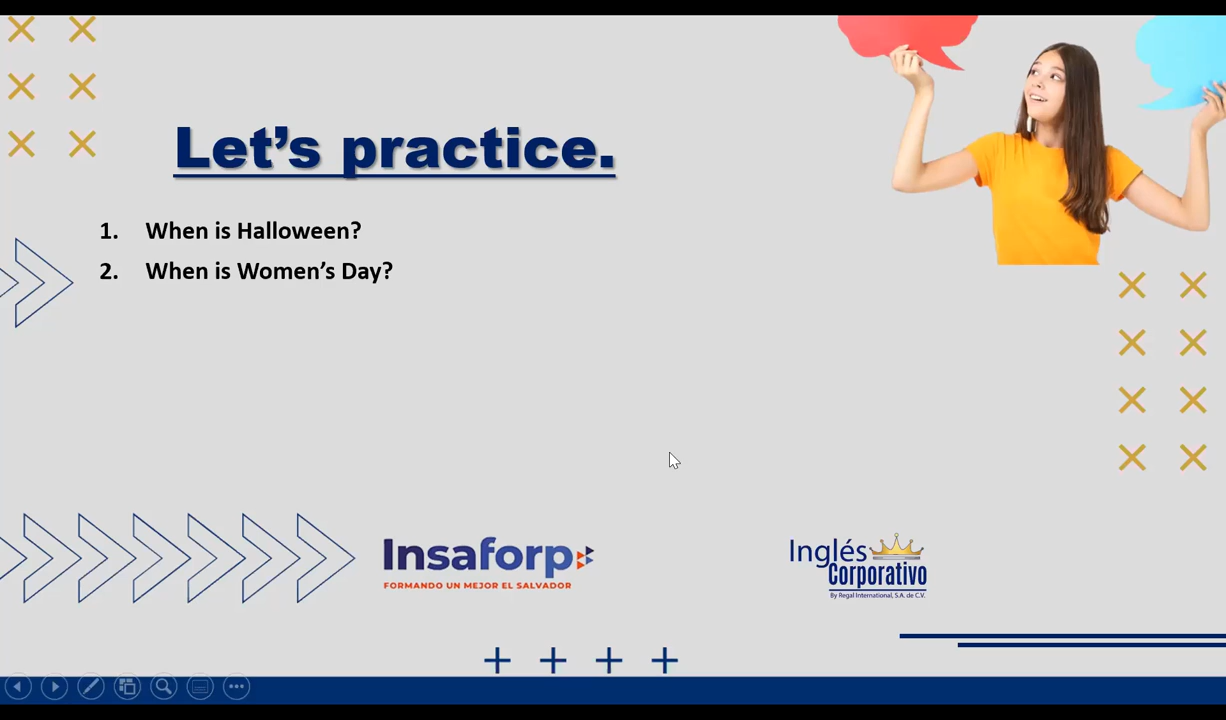 Let’s practice.
1. When is Halloween?
2. When is Women’s Day?
Insaforp
FORMANDO UN MEJOR EL SALVADOR
Inglés
Corporativo
By Regal International, S.A. de C.V.